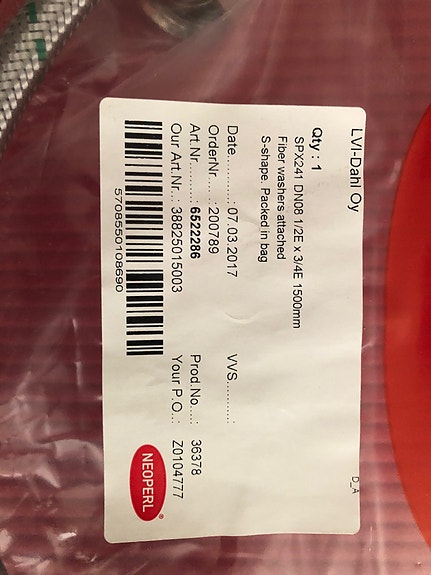 LVI-Dahl Oy
D_A
Qty : 1
SPX241 DN08 1/2E x 3/4E 1500mm
Fiber washers attached
S-shape. Packed in bag
Date.........: 07.03.2017 VVS..........:
OrderNr.....: 200789
Art.Nr........: 6522286 Prod.No....: 36378
Our Art.Nr..: 38825015003 Your P.O..: Z0104777
5708550108690
NEOPERL®